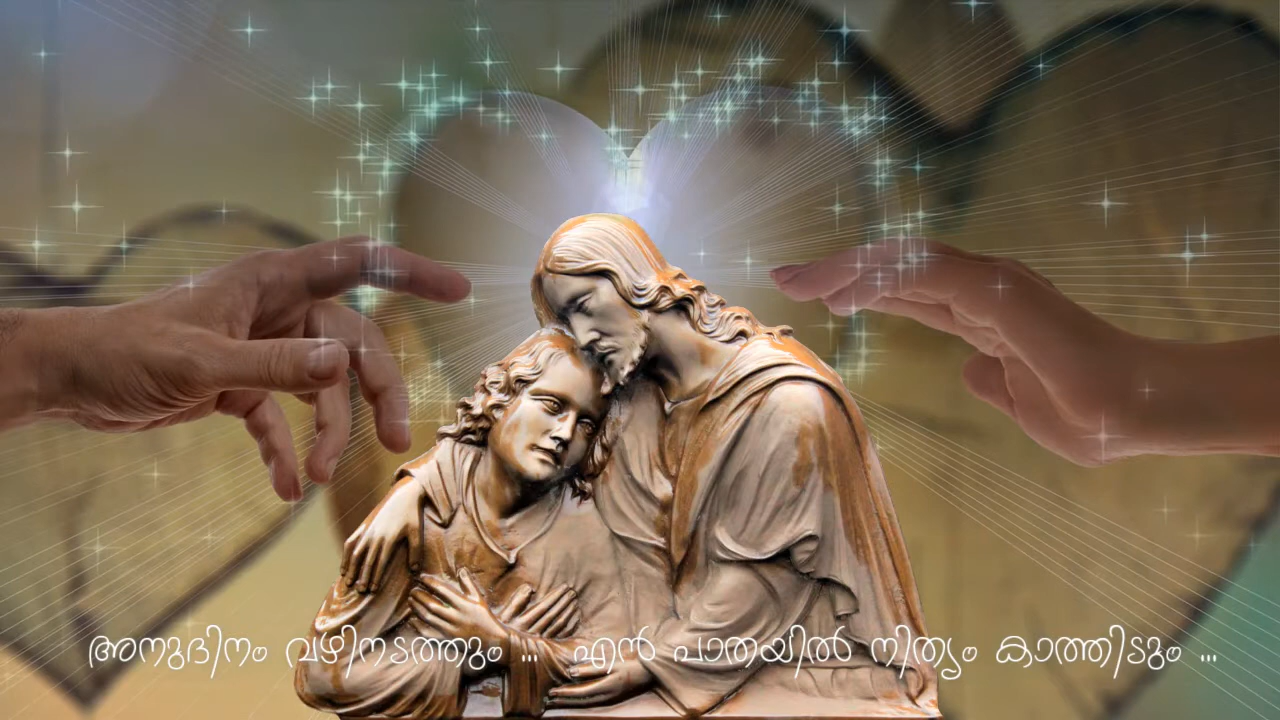 അനുദിനം വഴിനടത്തും ... എൻ പാതയിൽ നിത്യം കാത്തിടും ...